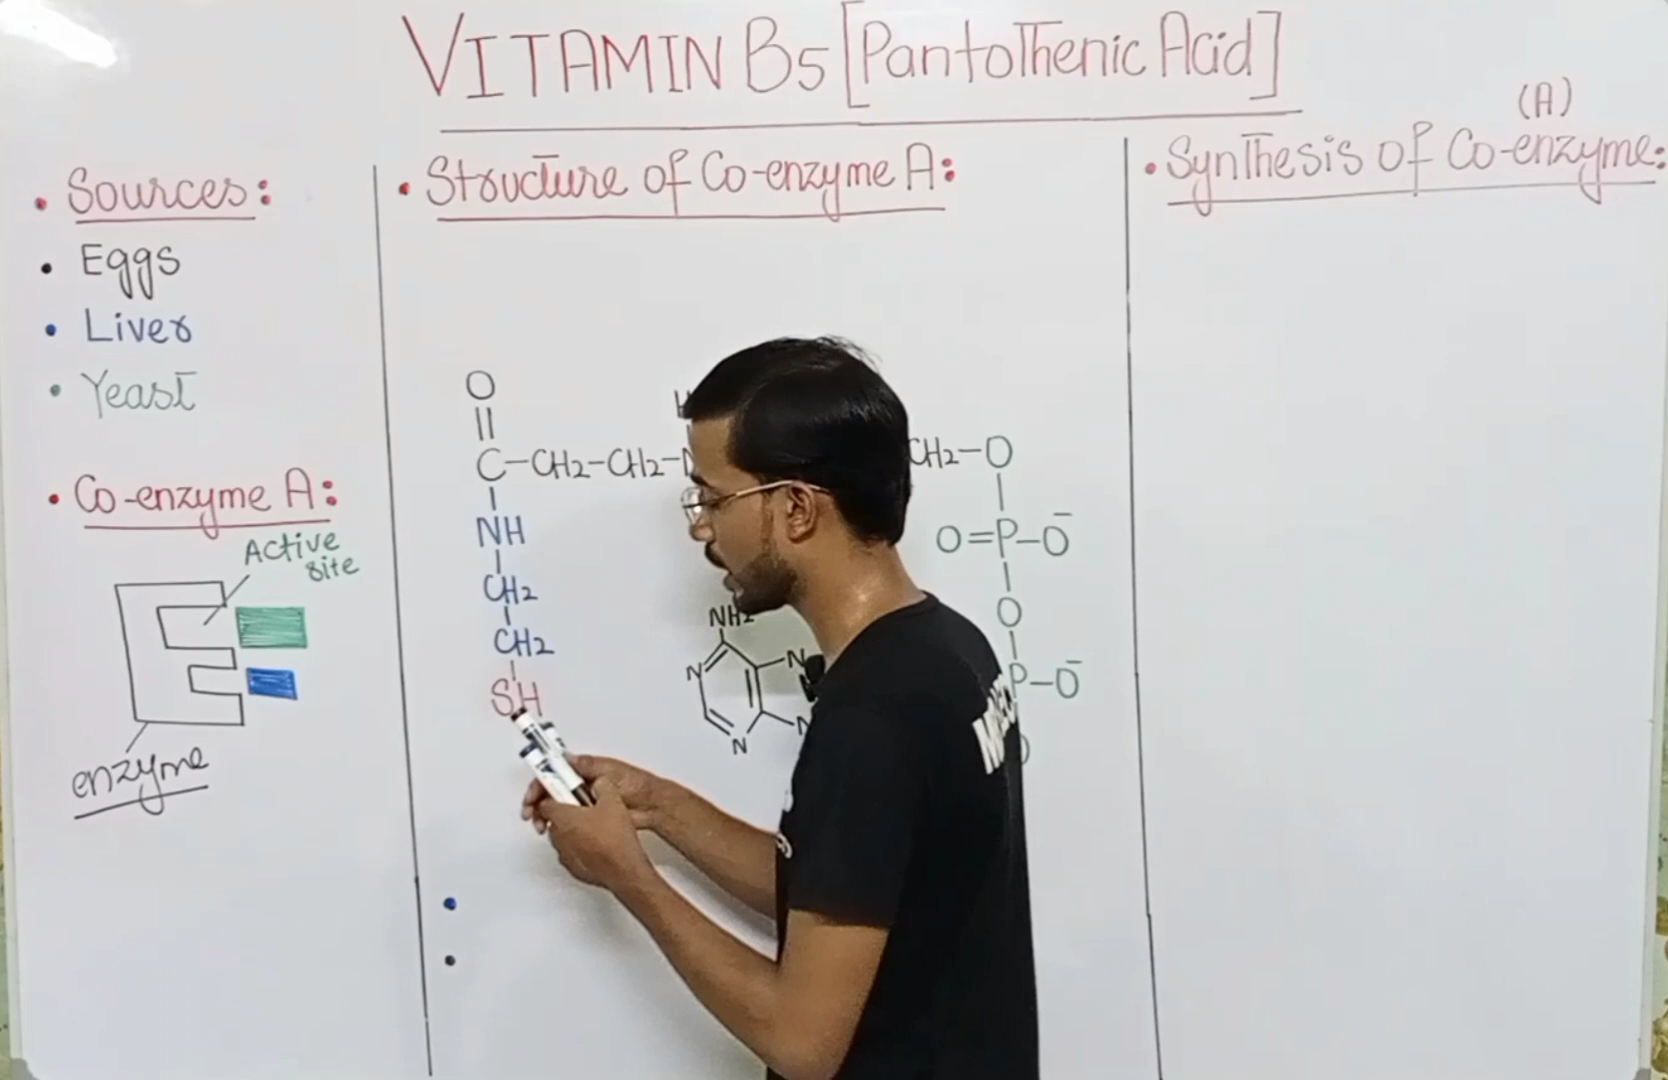 VITAMIN B5 [Pantothenic Acid]
• Sources:
• Eggs
• Liver
• Yeast
• Co-enzyme A:
Active
site
enzyme
• Structure of Co-enzyme A:
O
C-CH2-CH2-
CH2-O
NH
O=P-O-
CH2
O
CH2
NH2
P-O-
SH
N
N
N
N
(A)
• Synthesis of Co-enzyme: